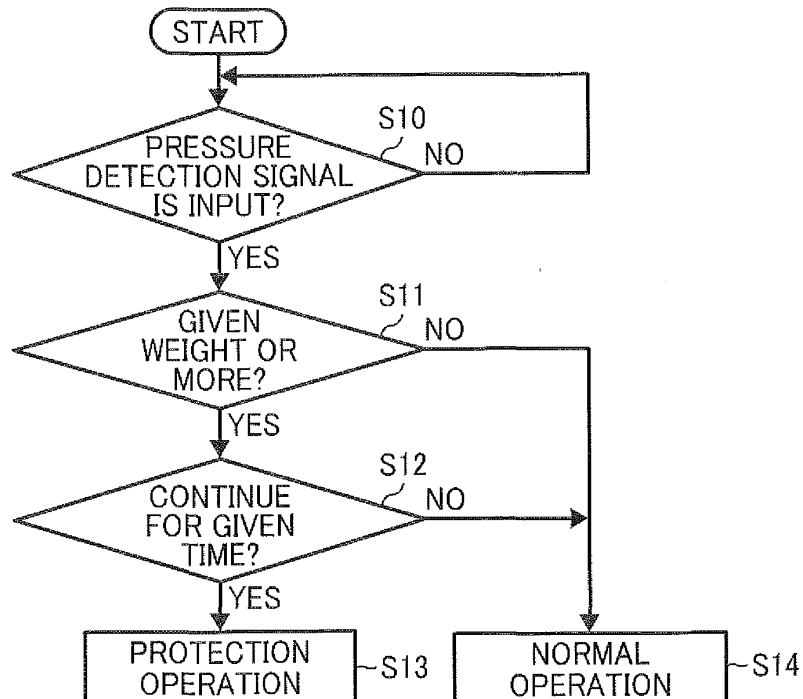 START
S10
PRESSURE
DETECTION SIGNAL
IS INPUT?
NO
YES
S11
GIVEN
WEIGHT OR
MORE?
NO
YES
S12
CONTINUE
FOR GIVEN
TIME?
NO
YES
PROTECTION
OPERATION
S13
NORMAL
OPERATION
S14